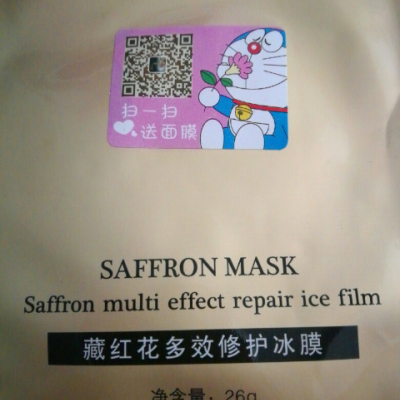 扫一扫
送面膜
SAFFRON MASK
Saffron multi effect repair ice film
藏红花多效修护冰膜
净含量：26g